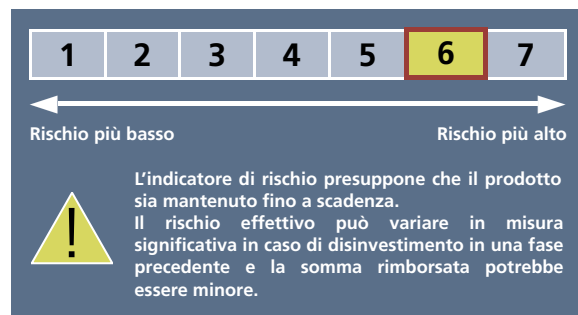 1 2 3 4 5 6 7
Rischio più basso Rischio più alto
L'indicatore di rischio presuppone che il prodotto
sia mantenuto fino a scadenza.
Il rischio effettivo può variare in misura
significativa in caso di disinvestimento in una fase
precedente e la somma rimborsata potrebbe
essere minore.
!